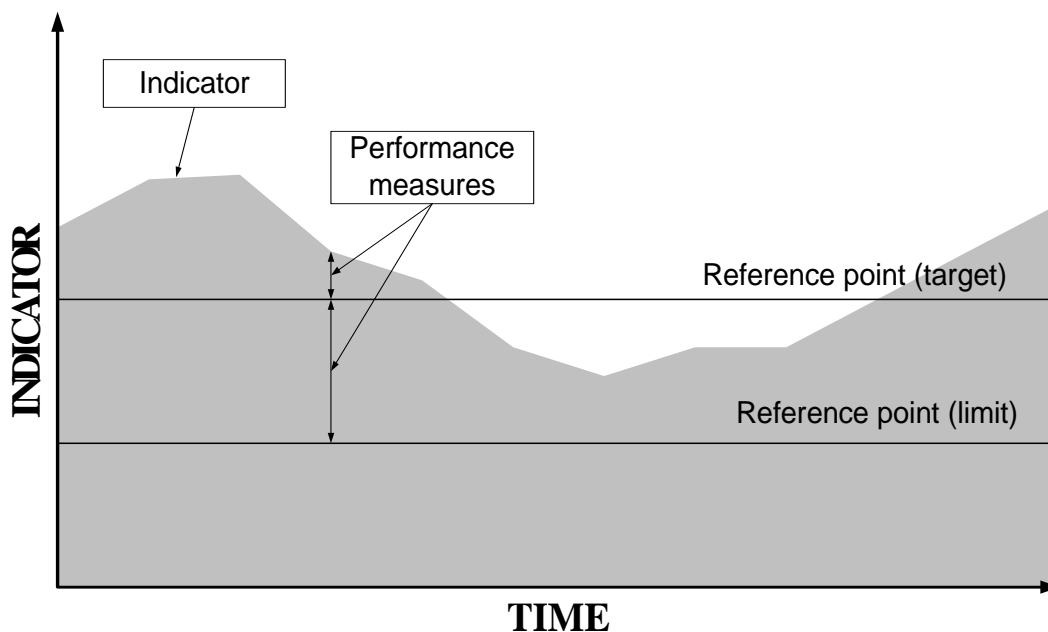 Indicator
Performance
measures
Reference point (target)
INDICATOR
Reference point (limit)
TIME